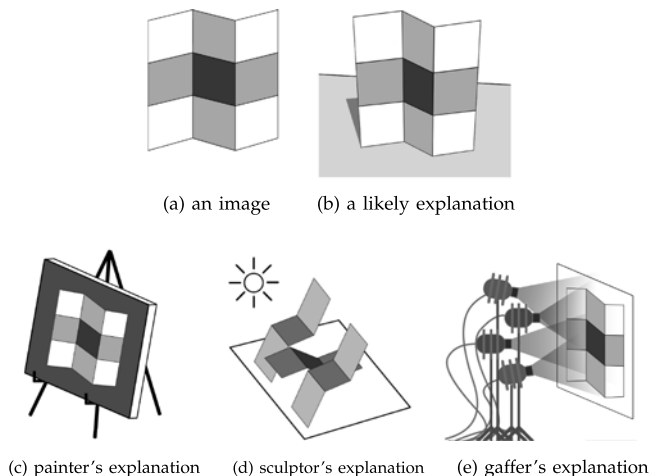 (a) an image (b) a likely explanation
(c) painter's explanation (d) sculptor's explanation (e) gaffer's explanation